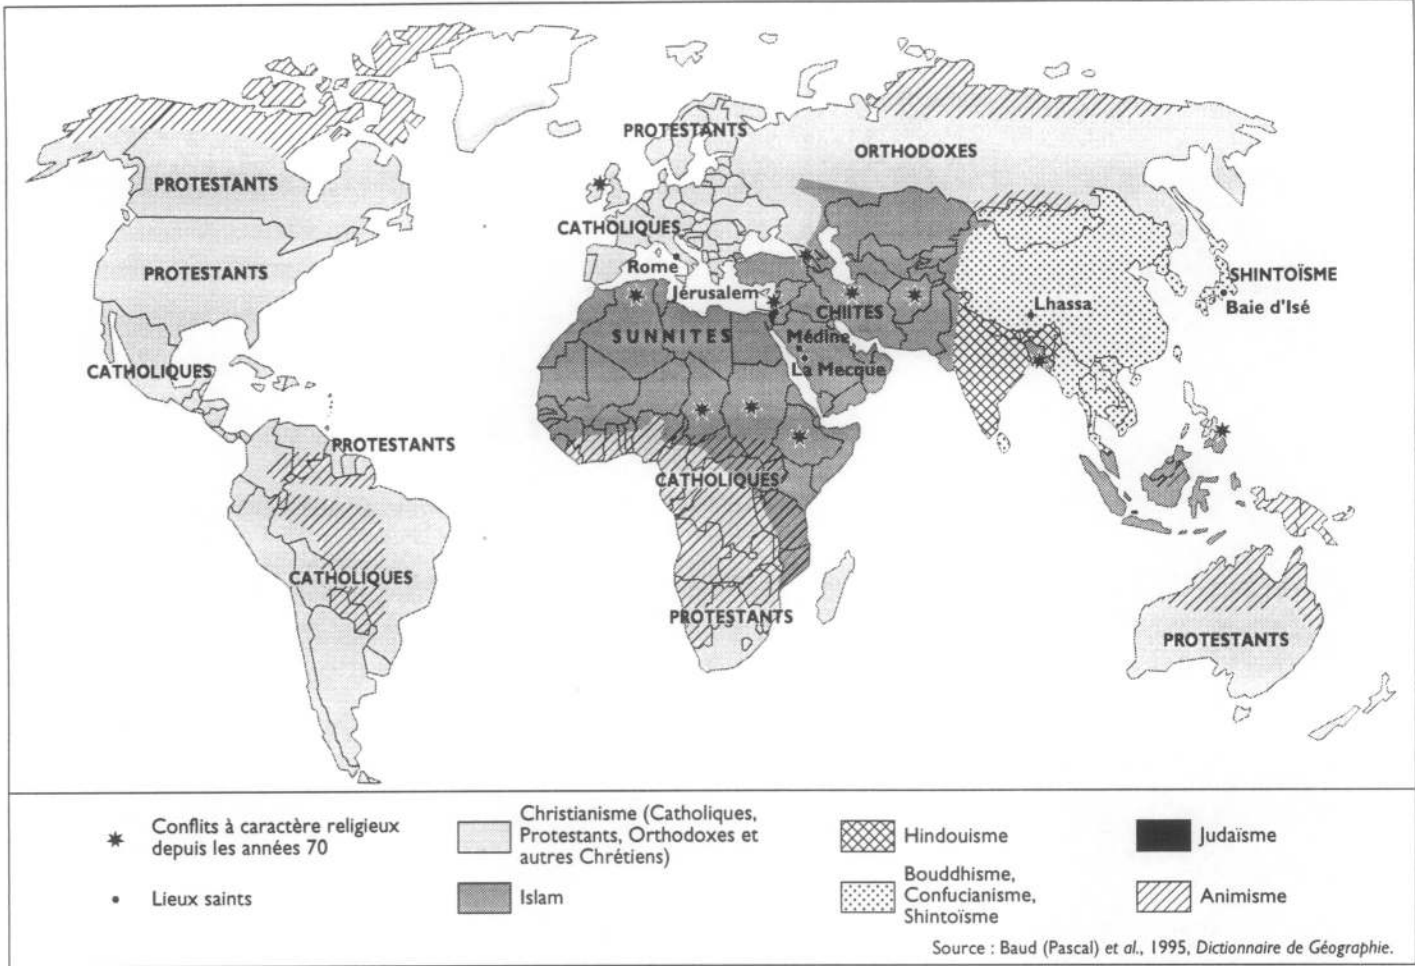 PROTESTANTS
ORTHODOXES
PROTESTANTS
CATHOLIQUES
PROTESTANTS
Rome
SHINTOÏSME
Jérusalem
Lhassa
Baie d'Isé
CHIITES
SUNNITES
Médine
La Mecque
CATHOLIQUES
PROTESTANTS
CATHOLIQUES
CATHOLIQUES
PROTESTANTS
PROTESTANTS
Conflits à caractère religieux
depuis les années 70
Lieux saints
Christianisme (Catholiques,
Protestants, Orthodoxes et
autres Chrétiens)
Islam
Hindouisme
Bouddhisme,
Confucianisme,
Shintoïsme
Judaïsme
Animisme
Source : Baud (Pascal) et al., 1995, Dictionnaire de Géographie.